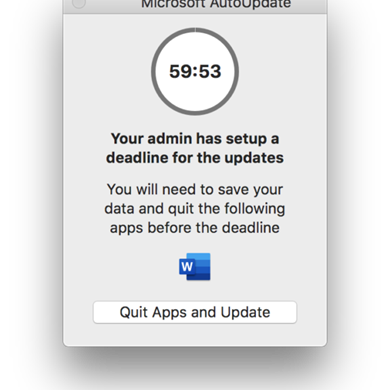 Microsoft AutoUpdate
59:53
Your admin has setup a
deadline for the updates
You will need to save your
data and quit the following
apps before the deadline
W
Quit Apps and Update